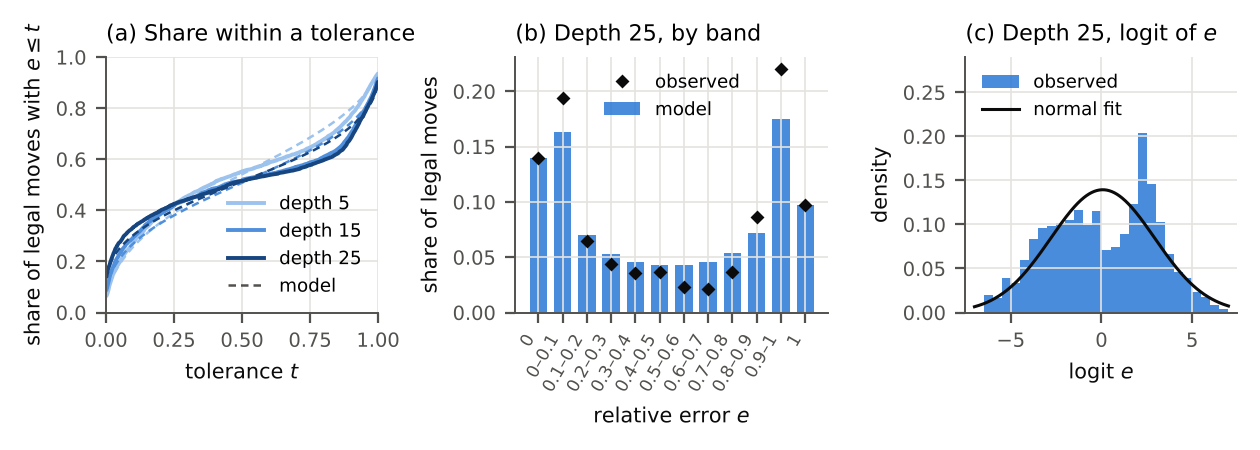 (a) Share within a tolerance
share of legal moves with e ≤ t
1.0
0.8
0.6
0.4
0.2
0.0
0.00
0.25
0.50
0.75
1.00
tolerance t
depth 5
depth 15
depth 25
model
(b) Depth 25, by band
share of legal moves
0.20
0.15
0.10
0.05
0.00
observed
model
0
0–0.1
0.1–0.2
0.2–0.3
0.3–0.4
0.4–0.5
0.5–0.6
0.6–0.7
0.7–0.8
0.8–0.9
0.9–1
1
relative error e
(c) Depth 25, logit of e
density
0.25
0.20
0.15
0.10
0.05
0.00
observed
normal fit
−5
0
5
logit e